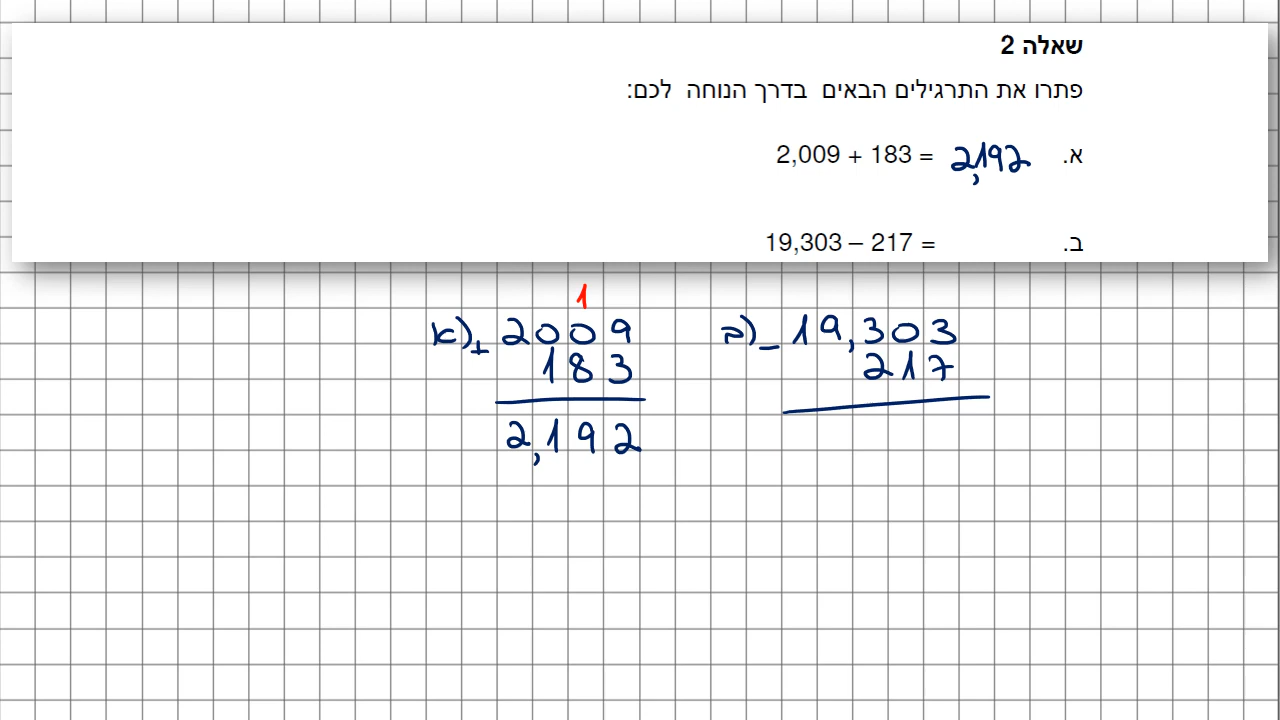 שאלה 2
פתרו את התרגילים הבאים בדרך הנוחה לכם:
א. 2,009 + 183 = 2,192
ב. 19,303 – 217 =
1
א) + 2009
183
2,192
ב) - 19,303
217